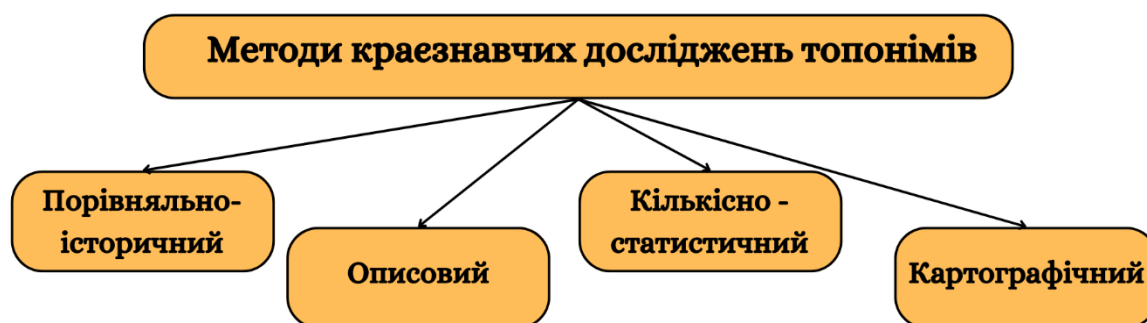 Методи краєзнавчих досліджень топонімів
Порівняльно-
історичний
Описовий
Кількісно -
статистичний
Картографічний